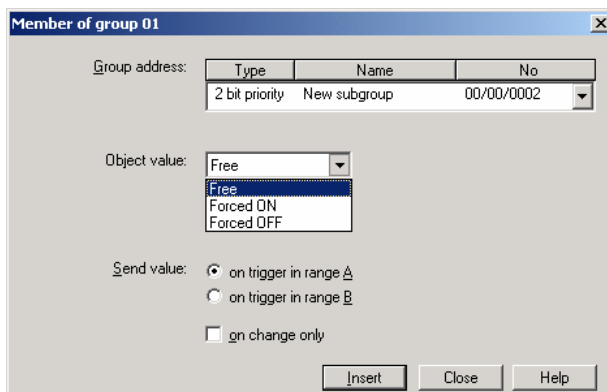 Member of group 01
Group address:
Type Name No
2 bit priority New subgroup 00/00/0002
Object value:
Free
Free
Forced ON
Forced OFF
Send value:
on trigger in range A
on trigger in range B
on change only
Insert Close Help